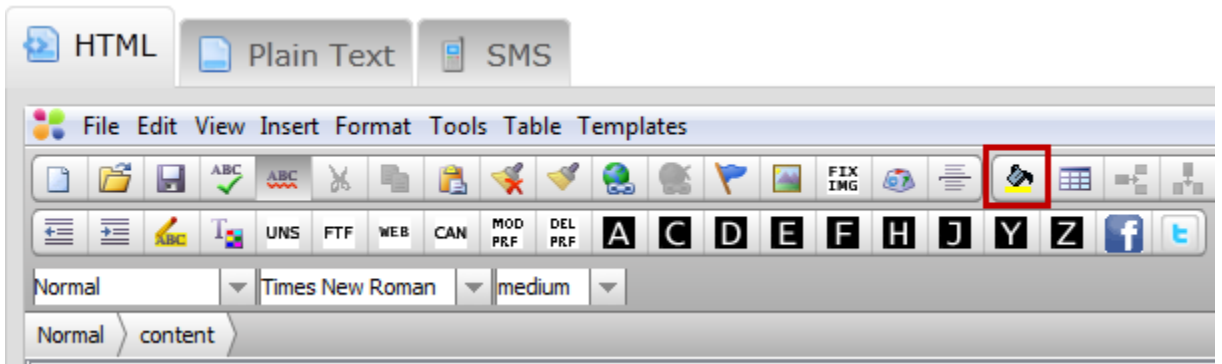 HTML Plain Text SMS
File Edit View Insert Format Tools Table Templates
ABC ABC FIX IMG
ABC T UNS FTF WEB CAN MOD PRF DEL PRF A C D E F H J Y Z f t
Normal Times New Roman medium
Normal content